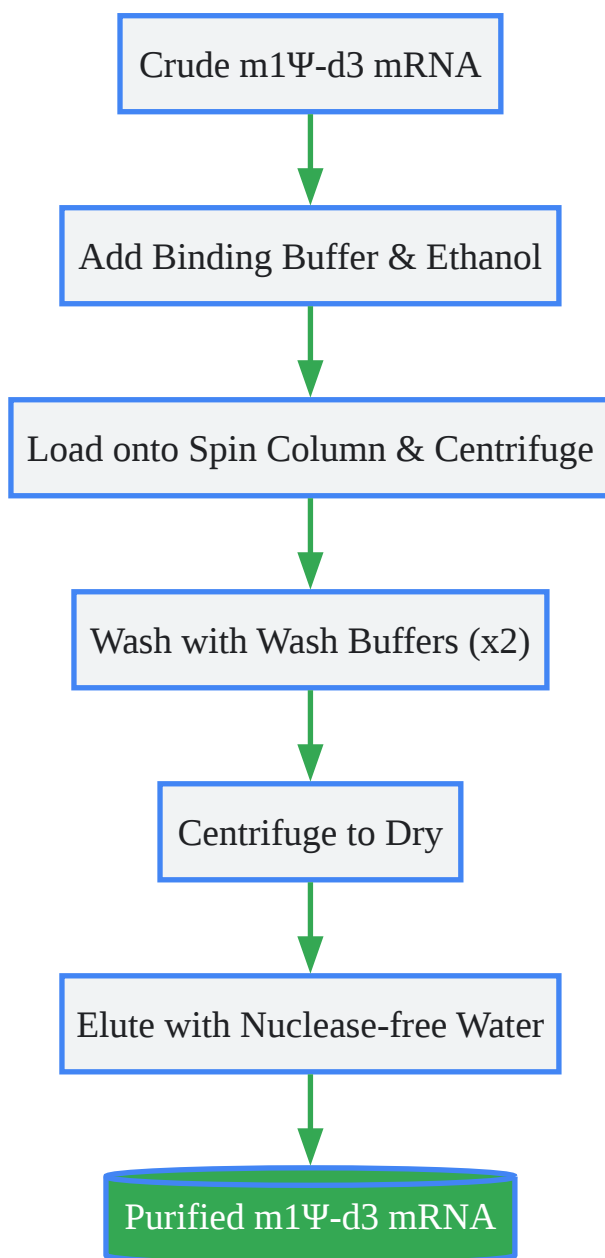 Crude m1Ψ-d3 mRNA
Add Binding Buffer & Ethanol
Load onto Spin Column & Centrifuge
Wash with Wash Buffers (x2)
Centrifuge to Dry
Elute with Nuclease-free Water
Purified m1Ψ-d3 mRNA